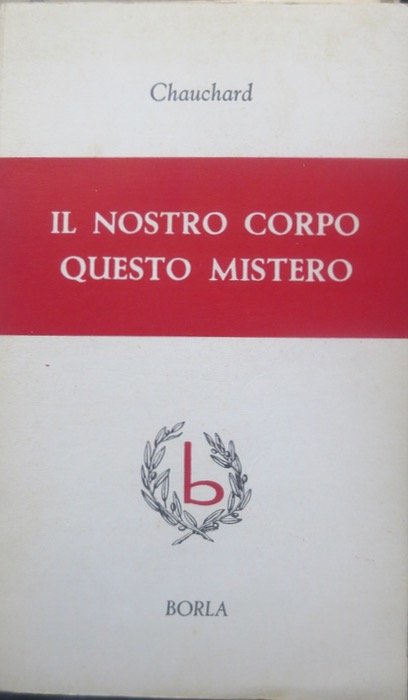 Chauchard
IL NOSTRO CORPO
QUESTO MISTERO
b
BORLA